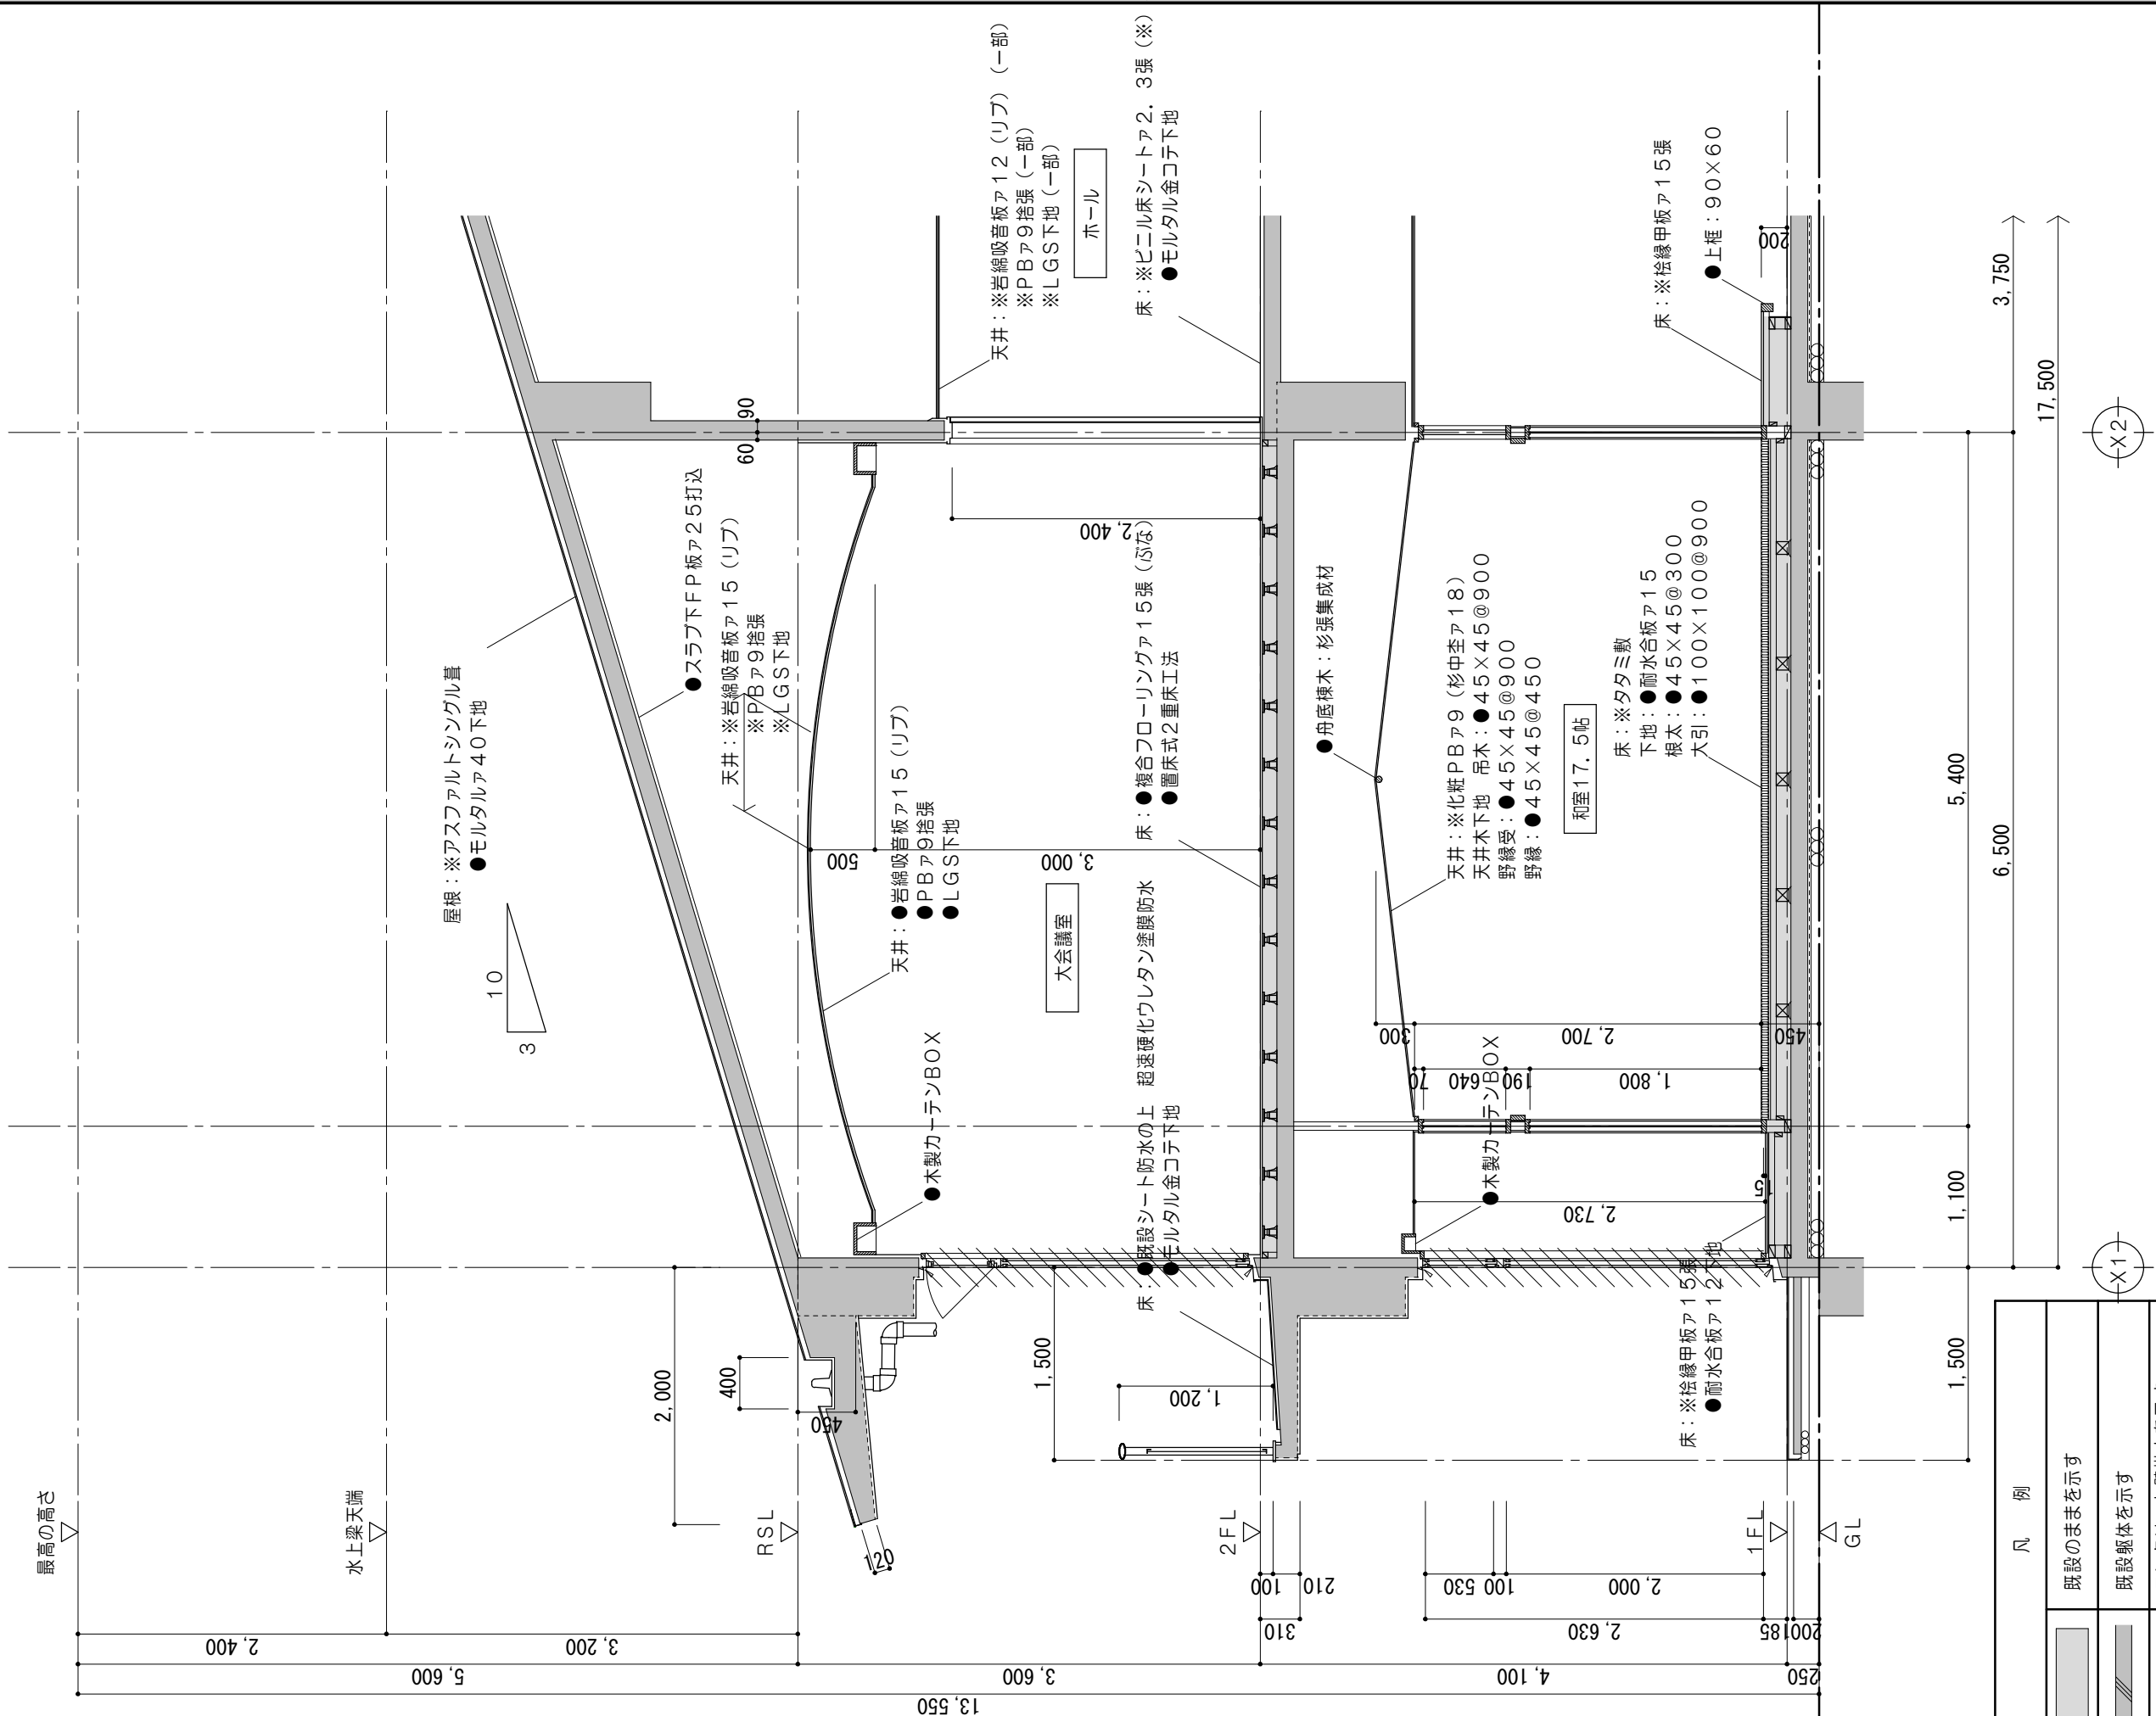 最高の高さ
水上梁天端
RSL
2FL
1FL
GL
屋根：※アスファルトシングル葺
●モルタルァ40下地
10
3
●スラブ下FP板ァ25打込
天井：※岩綿吸音板ァ15（リブ）
※PBァ9捨張
※LGS下地
天井：●岩綿吸音板ァ15（リブ）
●PBァ9捨張
●LGS下地
天井：※岩綿吸音板ァ12（リブ）（一部）
※PBァ9捨張（一部）
※LGS下地（一部）
ホール
床：※ビニル床シートァ2．3張（※）
●モルタル金コテ下地
大会議室
床：●複合フローリングァ15張（ぶな）
●置床式2重床工法
●木製カーテンBOX
床：●既設シート防水の上　超速硬化ウレタン塗膜防水
●モルタル金コテ下地
●舟底棟木：杉張集成材
天井：※化粧PBァ9（杉中杢ァ18）
天井木下地　吊木：●45×45@900
野縁受：●45×45@900
野縁：●45×45@450
和室17．5帖
床：※タタミ敷
下地：●耐水合板ァ15
根太：●45×45@300
大引：●100×100@900
床：※桧縁甲板ァ15張
●上框：90×60
●木製カーテンBOX
床：※桧縁甲板ァ15張
●耐水合板ァ12下地
60
90
2,400
500
3,000
2,000
400
450
120
1,500
1,200
300
2,700
450
70
640
190
1,800
2,730
15
200
100
210
310
530
100
2,000
2,630
185
200
2,400
3,200
5,600
3,600
4,100
250
13,550
3,750
17,500
5,400
6,500
1,100
1,500
X2
X1
凡　例
既設のままを示す
既設躯体を示す